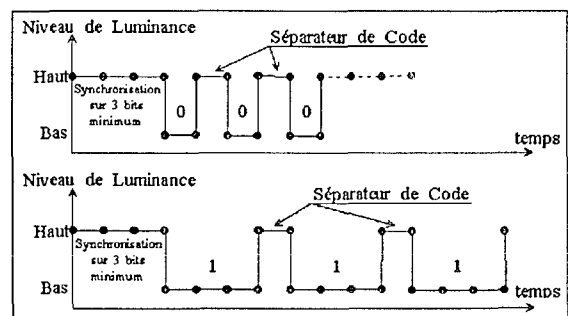 Niveau de Luminance
Séparateur de Code
Haut
Synchronisation
sur 3 bits
minimum
0 0 0
Bas
temps
Niveau de Luminance
Séparateur de Code
Haut
Synchronisation
sur 3 bits
minimum
1 1 1
Bas
temps